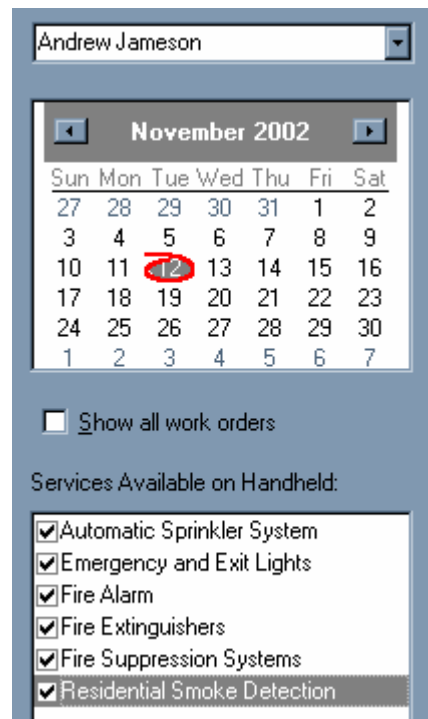 Andrew Jameson
November 2002
Sun Mon Tue Wed Thu Fri Sat
27 28 29 30 31 1 2
3 4 5 6 7 8 9
10 11 12 13 14 15 16
17 18 19 20 21 22 23
24 25 26 27 28 29 30
1 2 3 4 5 6 7
Show all work orders
Services Available on Handheld:
Automatic Sprinkler System
Emergency and Exit Lights
Fire Alarm
Fire Extinguishers
Fire Suppression Systems
Residential Smoke Detection